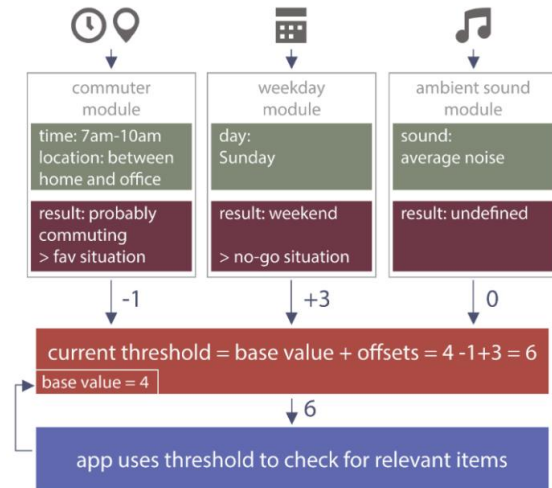 commuter
module
time: 7am-10am
location: between
home and office
result: probably
commuting
> fav situation
-1
weekday
module
day:
Sunday
result: weekend
> no-go situation
+3
ambient sound
module
sound:
average noise
result: undefined
0
current threshold = base value + offsets = 4 -1+3 = 6
base value = 4
6
app uses threshold to check for relevant items